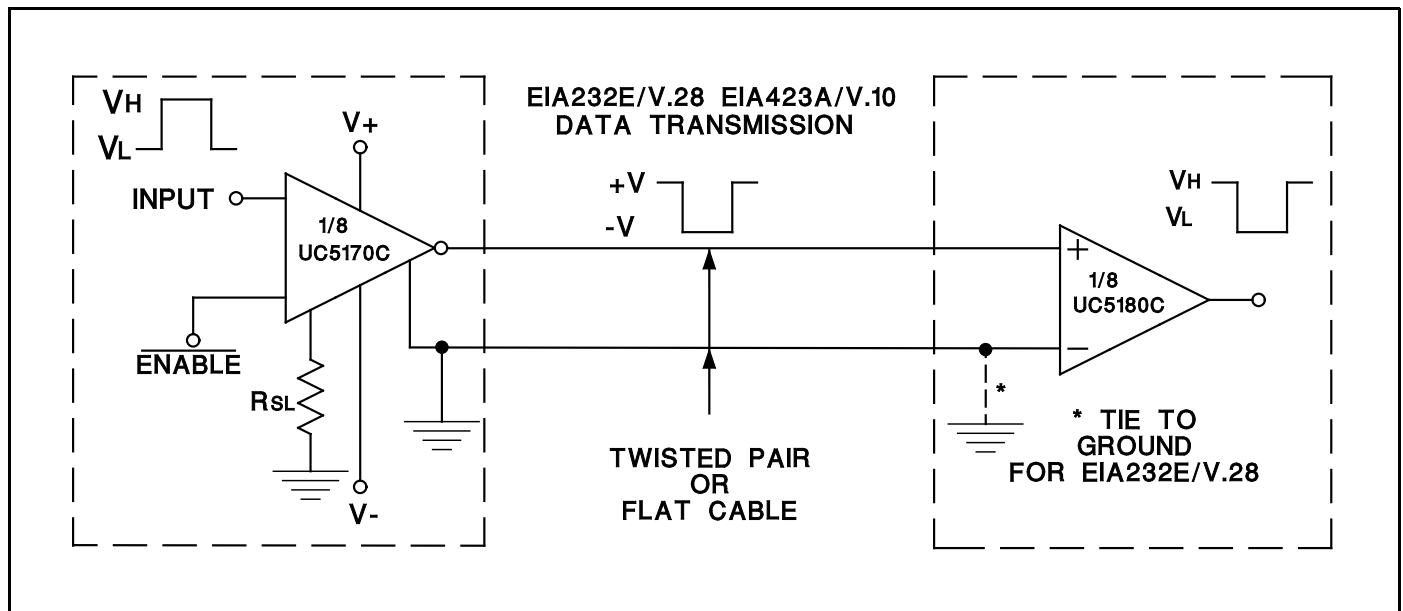 VH
VL
V+
INPUT
1/8
UC5170C
ENABLE
RSL
V-
EIA232E/V.28 EIA423A/V.10
DATA TRANSMISSION
+V
-V
TWISTED PAIR
OR
FLAT CABLE
VH
VL
+
1/8
UC5180C
−
*
* TIE TO
GROUND
FOR EIA232E/V.28